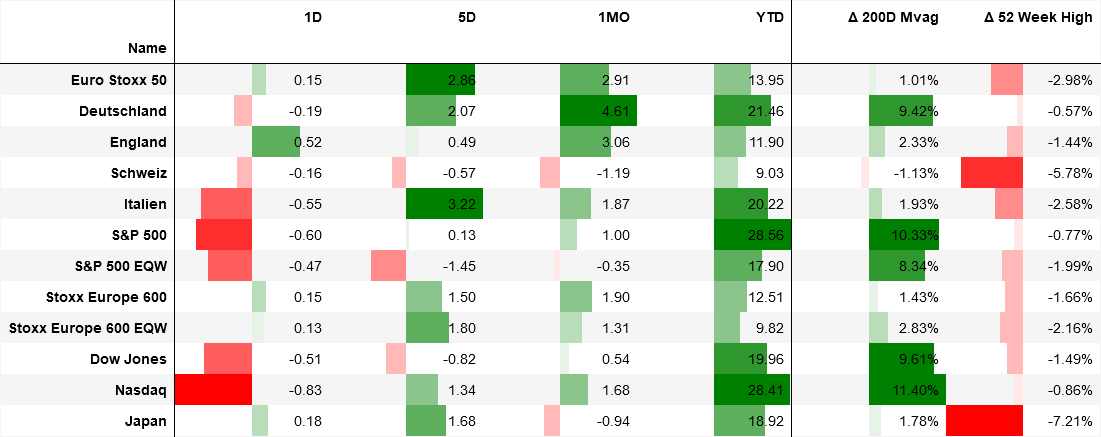 1D 5D 1MO YTD Δ 200D Mvag Δ 52 Week High
Name
Euro Stoxx 50 0.15 2.86 2.91 13.95 1.01% -2.98%
Deutschland -0.19 2.07 4.61 21.46 9.42% -0.57%
England 0.52 0.49 3.06 11.90 2.33% -1.44%
Schweiz -0.16 -0.57 -1.19 9.03 -1.13% -5.78%
Italien -0.55 3.22 1.87 20.22 1.93% -2.58%
S&P 500 -0.60 0.13 1.00 28.56 10.33% -0.77%
S&P 500 EQW -0.47 -1.45 -0.35 17.90 8.34% -1.99%
Stoxx Europe 600 0.15 1.50 1.90 12.51 1.43% -1.66%
Stoxx Europe 600 EQW 0.13 1.80 1.31 9.82 2.83% -2.16%
Dow Jones -0.51 -0.82 0.54 19.96 9.61% -1.49%
Nasdaq -0.83 1.34 1.68 28.41 11.40% -0.86%
Japan 0.18 1.68 -0.94 18.92 1.78% -7.21%